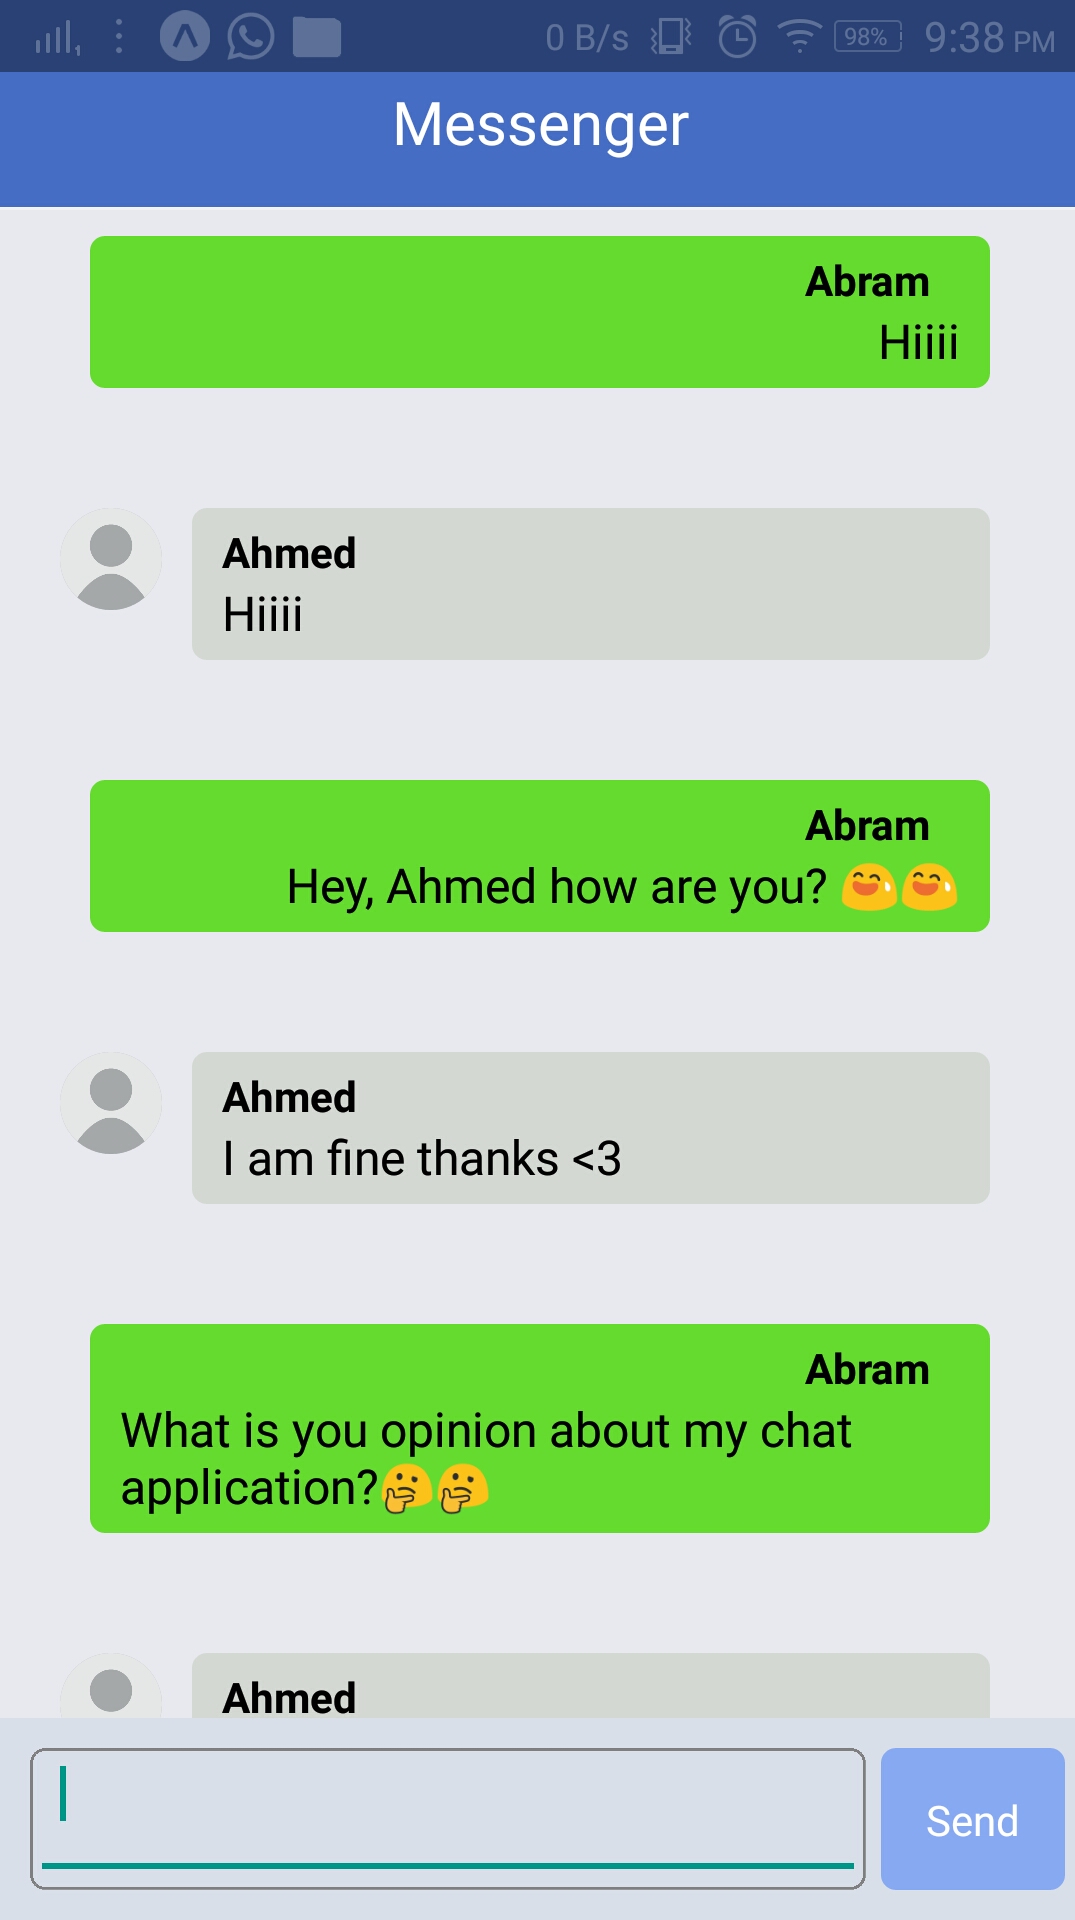 0 B/s 98% 9:38 PM
Messenger
Abram
Hiiii
Ahmed
Hiiii
Abram
Hey, Ahmed how are you? 😅😅
Ahmed
I am fine thanks <3
Abram
What is you opinion about my chat
application?🤔🤔
Ahmed
Send